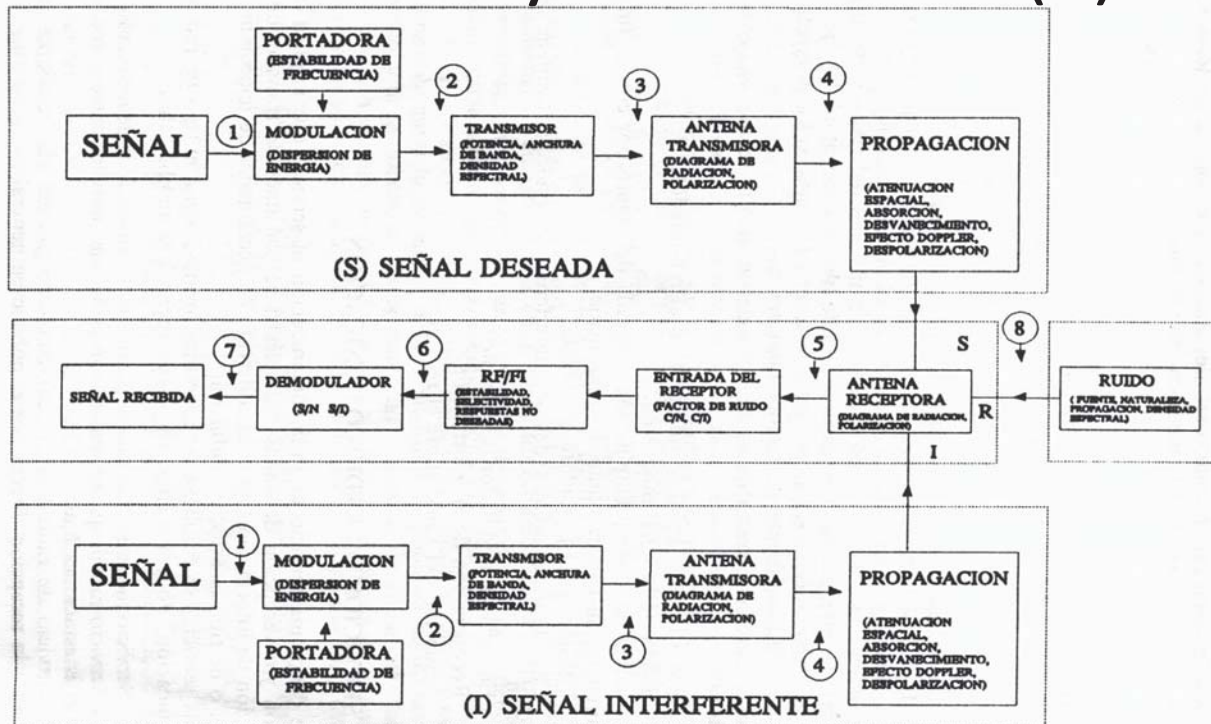 PORTADORA
(ESTABILIDAD DE
FRECUENCIA)
2
3
4
SEÑAL
1
MODULACION
(DISPERSION DE
ENERGIA)
TRANSMISOR
(POTENCIA, ANCHURA
DE BANDA,
DENSIDAD
ESPECTRAL)
ANTENA
TRANSMISORA
(DIAGRAMA DE
RADIACION,
POLARIZACION)
PROPAGACION
(ATENUACION
ESPACIAL,
ABSORCION,
DESVANECIMIENTO,
EFECTO DOPPLER,
DESPOLARIZACION)
(S) SEÑAL DESEADA
7
6
5
S
8
SEÑAL RECIBIDA
DEMODULADOR
(S/N S/I)
RF/FI
(ESTABILIDAD,
SELECTIVIDAD,
RESPUESTAS NO
DESEADAS)
ENTRADA DEL
RECEPTOR
(FACTOR DE RUIDO
C/N, C/I)
ANTENA
RECEPTORA
(DIAGRAMA DE RADIACION,
POLARIZACION)
R
I
RUIDO
( FUENTE, NATURALEZA,
PROPAGACION, DENSIDAD
ESPECTRAL)
SEÑAL
1
MODULACION
(DISPERSION DE
ENERGIA)
2
TRANSMISOR
(POTENCIA, ANCHURA
DE BANDA,
DENSIDAD
ESPECTRAL)
3
ANTENA
TRANSMISORA
(DIAGRAMA DE
RADIACION,
POLARIZACION)
4
PROPAGACION
(ATENUACION
ESPACIAL,
ABSORCION,
DESVANECIMIENTO,
EFECTO DOPPLER,
DESPOLARIZACION)
PORTADORA
(ESTABILIDAD DE
FRECUENCIA)
(I) SEÑAL INTERFERENTE